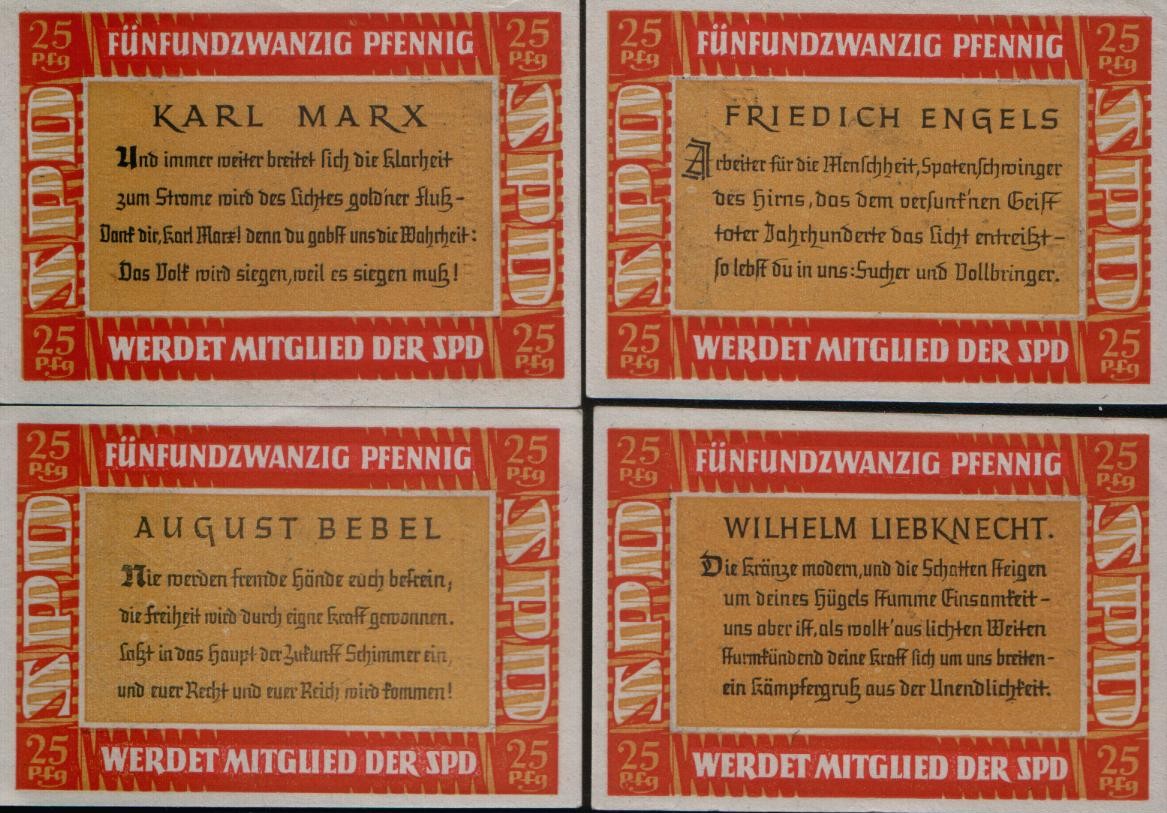 25 Pfg FÜNFUNDZWANZIG PFENNIG 25 Pfg
SPD
SPD
KARL MARX
Und immer weiter breitet sich die Klarheit
zum Strome wird des Lichtes gold'ner Fluß-
Dank dir, Karl Marx! denn du gabst uns die Wahrheit:
Das Volk wird siegen, weil es siegen muß!
25 Pfg WERDET MITGLIED DER SPD 25 Pfg
25 Pfg FÜNFUNDZWANZIG PFENNIG 25 Pfg
SPD
SPD
FRIEDICH ENGELS
Arbeiter für die Menschheit, Spatenschwinger
des Hirns, das dem versunk'nen Geist
toter Jahrhunderte das Licht entreißt-
so lebst du in uns: Sucher und Vollbringer.
25 Pfg WERDET MITGLIED DER SPD 25 Pfg
25 Pfg FÜNFUNDZWANZIG PFENNIG 25 Pfg
SPD
SPD
AUGUST BEBEL
Nie werden fremde Hände euch befrein;
die Freiheit wird durch eigne Kraft gewonnen.
Laßt in das Haupt der Zukunft Schimmer ein,
und euer Recht und euer Reich wird kommen!
25 Pfg WERDET MITGLIED DER SPD 25 Pfg
25 Pfg FÜNFUNDZWANZIG PFENNIG 25 Pfg
SPD
SPD
WILHELM LIEBKNECHT.
Die Kränze modern, und die Schatten steigen
um deines Hügels stumme Einsamkeit-
uns aber ist, als wollt' aus lichten Weiten
sturmkündend deine Kraft sich um uns breiten-
ein Kämpfergruß aus der Unendlichkeit.
25 Pfg WERDET MITGLIED DER SPD 25 Pfg